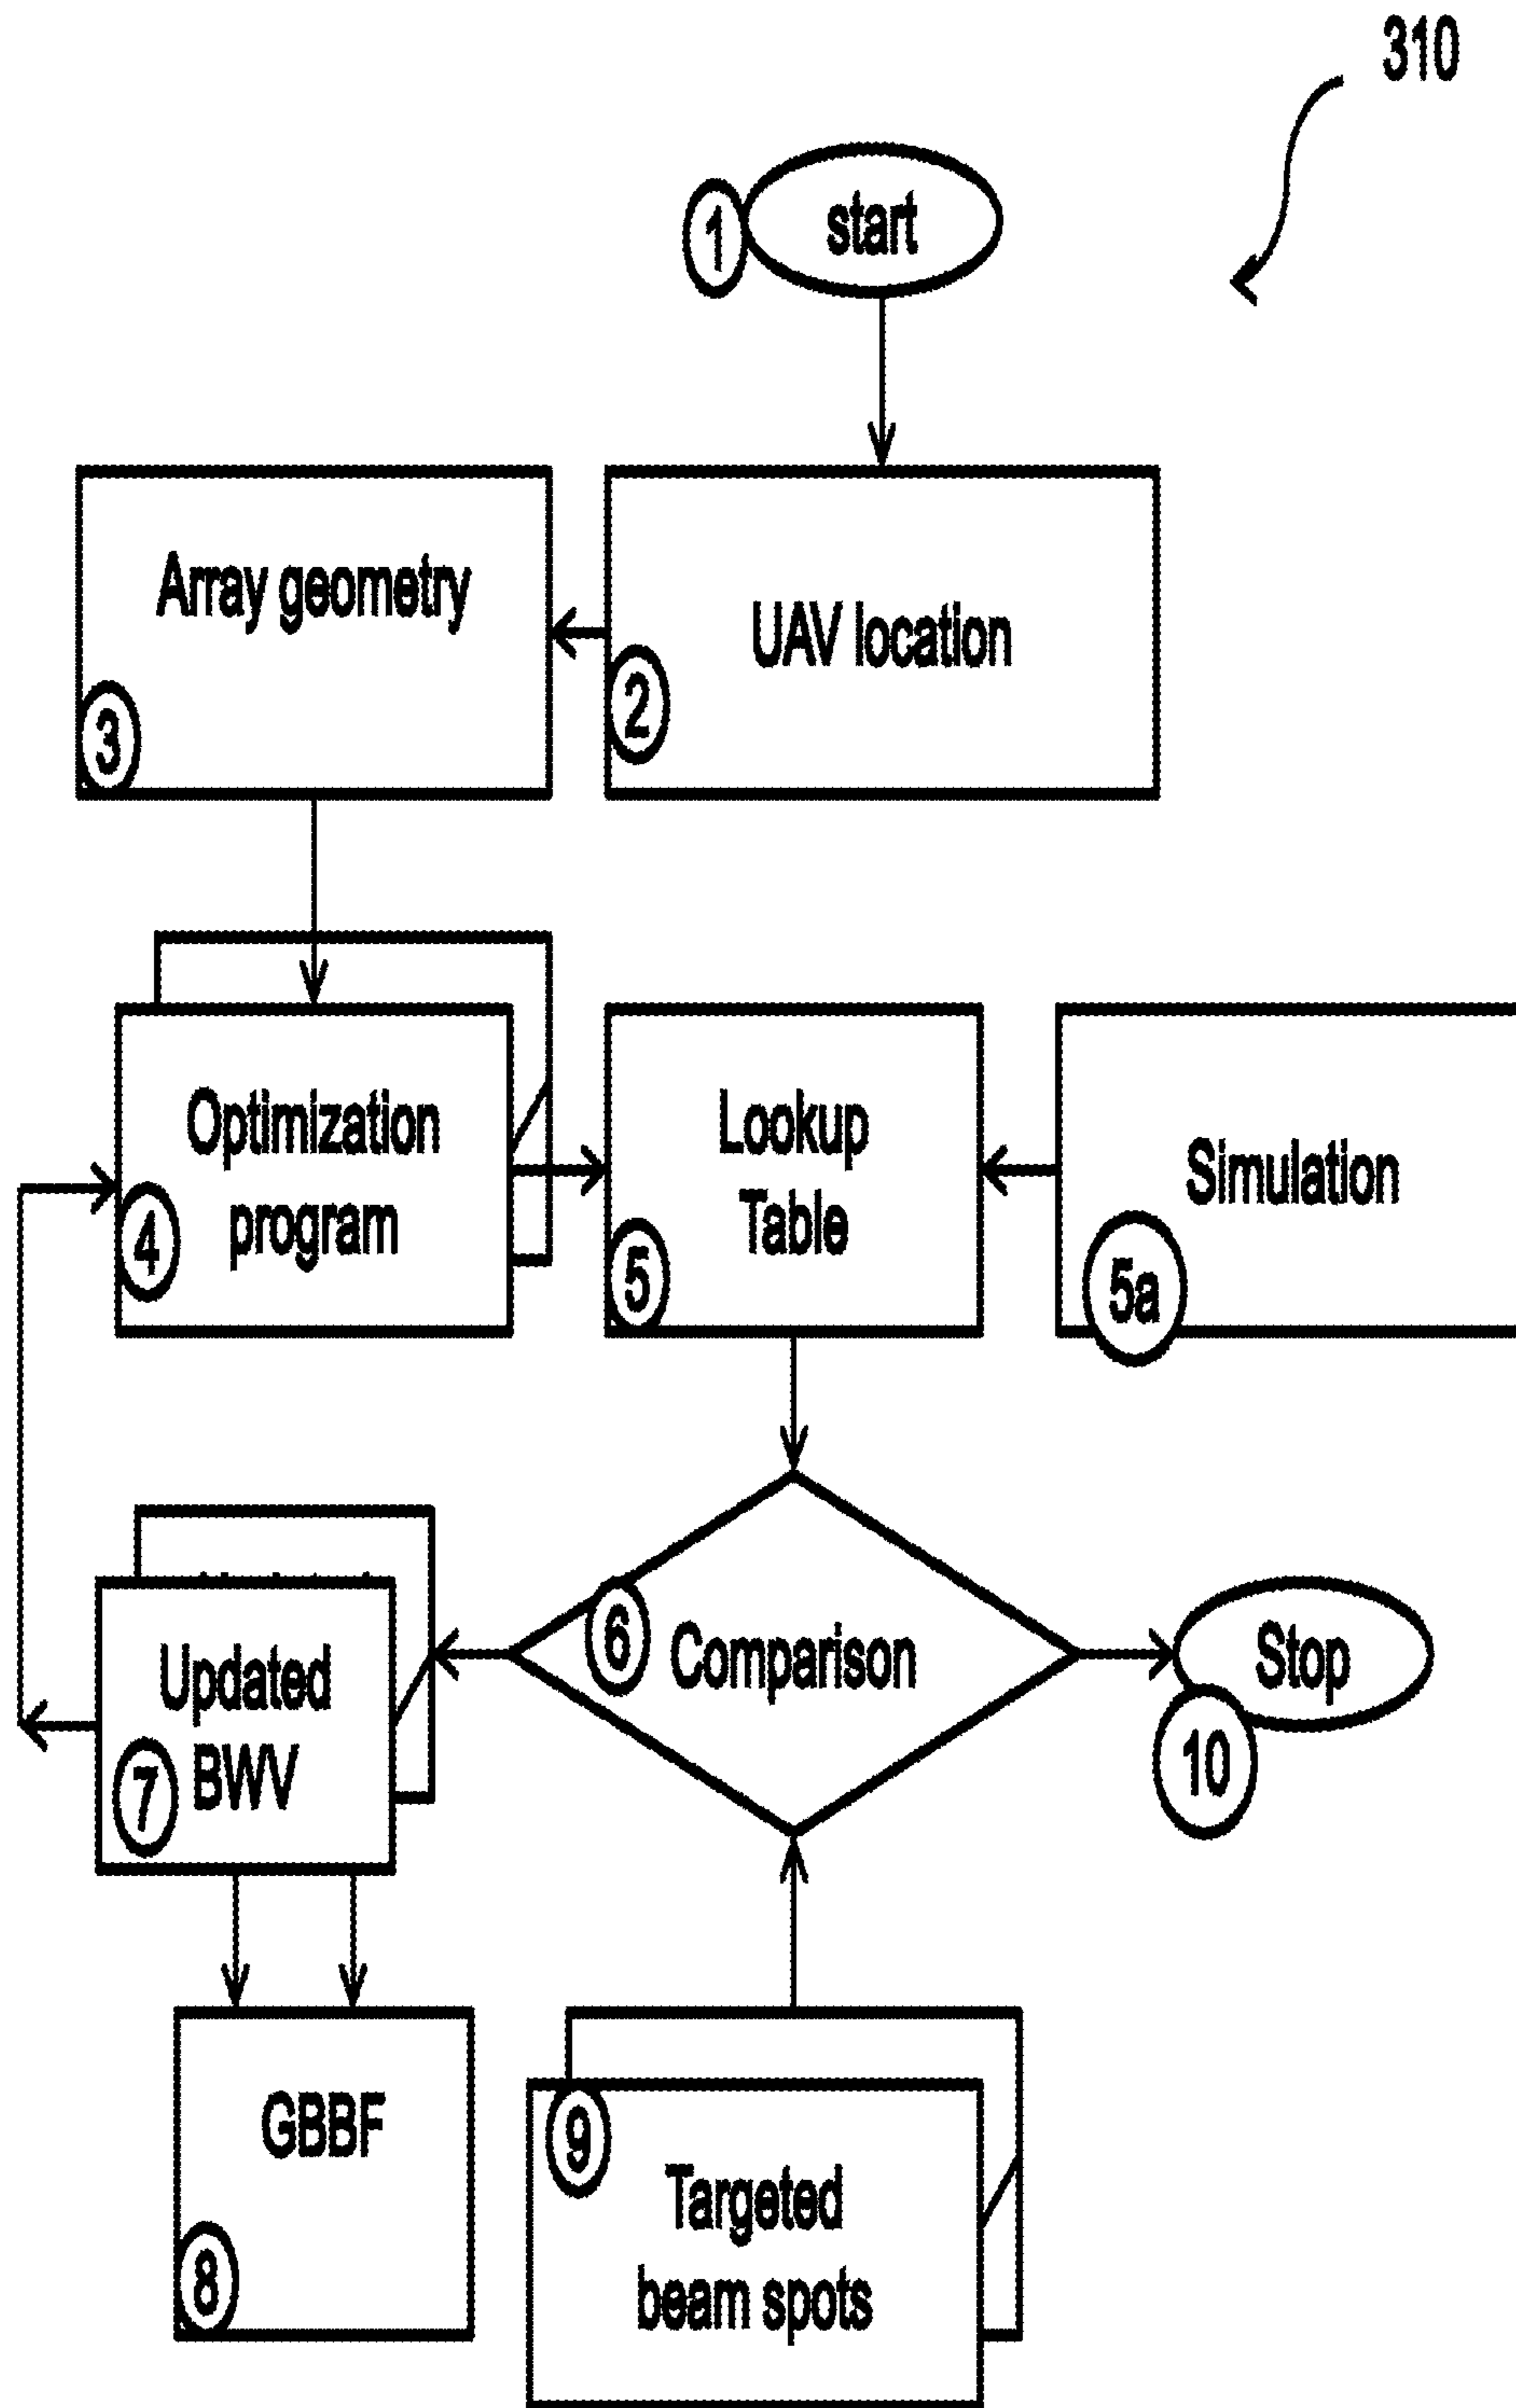 310
1
start
Array geometry
3
UAV location
2
Optimization
program
4
Lookup
Table
5
Simulation
5a
6
Comparison
Updated
BWV
7
Stop
10
GBBF
8
9
Targeted
beam spots